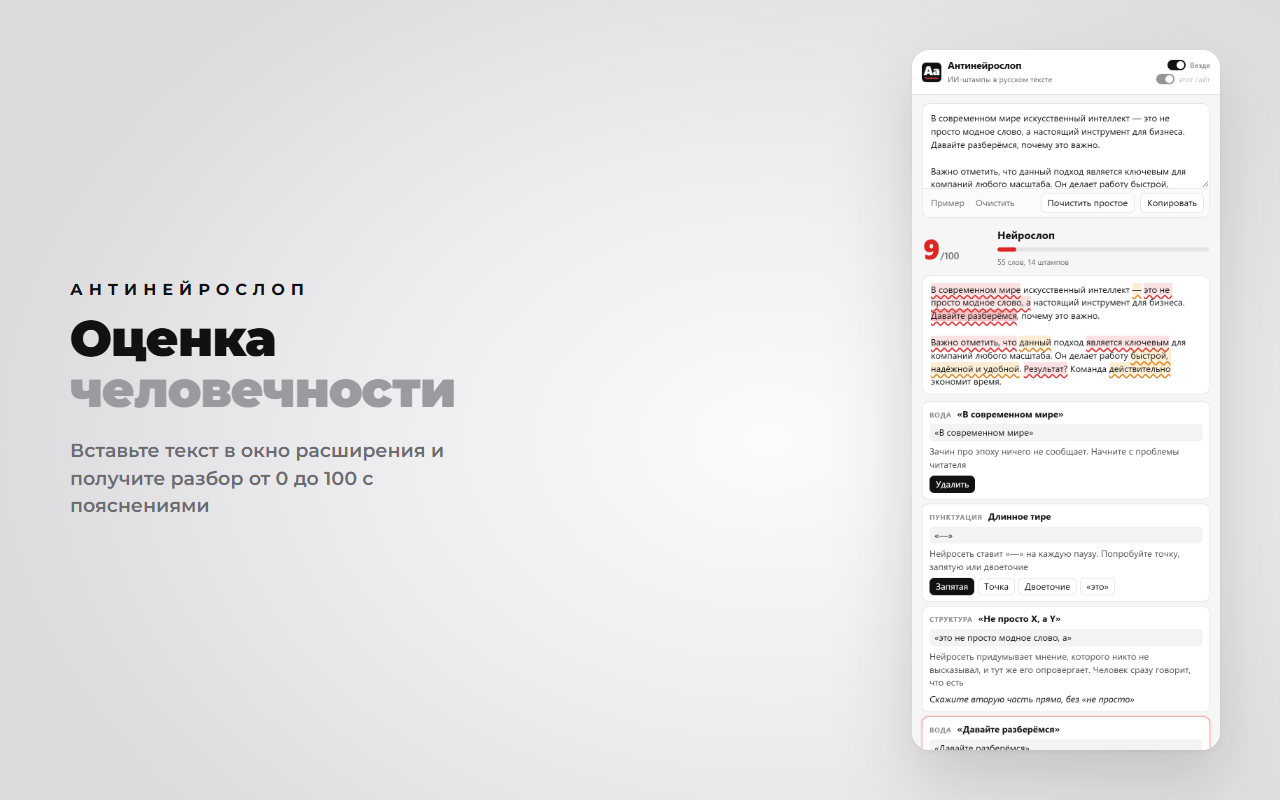 АНТИНЕЙРОСЛОП
Оценка
человечности
Вставьте текст в окно расширения и
получите разбор от 0 до 100 с
пояснениями
Aa
Антинейрослоп
ИИ-штампы в русском тексте
Везде
этот сайт
В современном мире искусственный интеллект — это не
просто модное слово, а настоящий инструмент для бизнеса.
Давайте разберёмся, почему это важно.
Важно отметить, что данный подход является ключевым для
компаний любого масштаба. Он делает работу быстрой,
Пример
Очистить
Почистить простое
Копировать
9/100
Нейрослоп
55 слов, 14 штампов
В современном мире искусственный интеллект — это не
просто модное слово, а настоящий инструмент для бизнеса.
Давайте разберёмся, почему это важно.
Важно отметить, что данный подход является ключевым для
компаний любого масштаба. Он делает работу быстрой,
надёжной и удобной. Результат? Команда действительно
экономит время.
ВОДА «В современном мире»
«В современном мире»
Зачин про эпоху ничего не сообщает. Начните с проблемы
читателя
Удалить
ПУНКТУАЦИЯ Длинное тире
«—»
Нейросеть ставит «—» на каждую паузу. Попробуйте точку,
запятую или двоеточие
Запятая
Точка
Двоеточие
«это»
СТРУКТУРА «Не просто X, а Y»
«это не просто модное слово, а»
Нейросеть придумывает мнение, которого никто не
высказывал, и тут же его опровергает. Человек сразу говорит,
что есть
Скажите вторую часть прямо, без «не просто»
ВОДА «Давайте разберёмся»
«Давайте разберёмся»